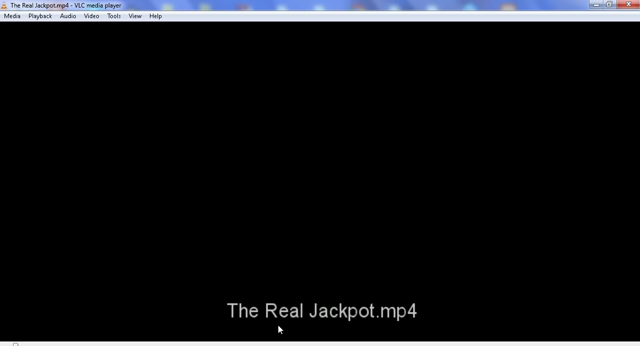 The Real Jackpot.mp4 - VLC media player
Media Playback Audio Video Tools View Help
The Real Jackpot.mp4